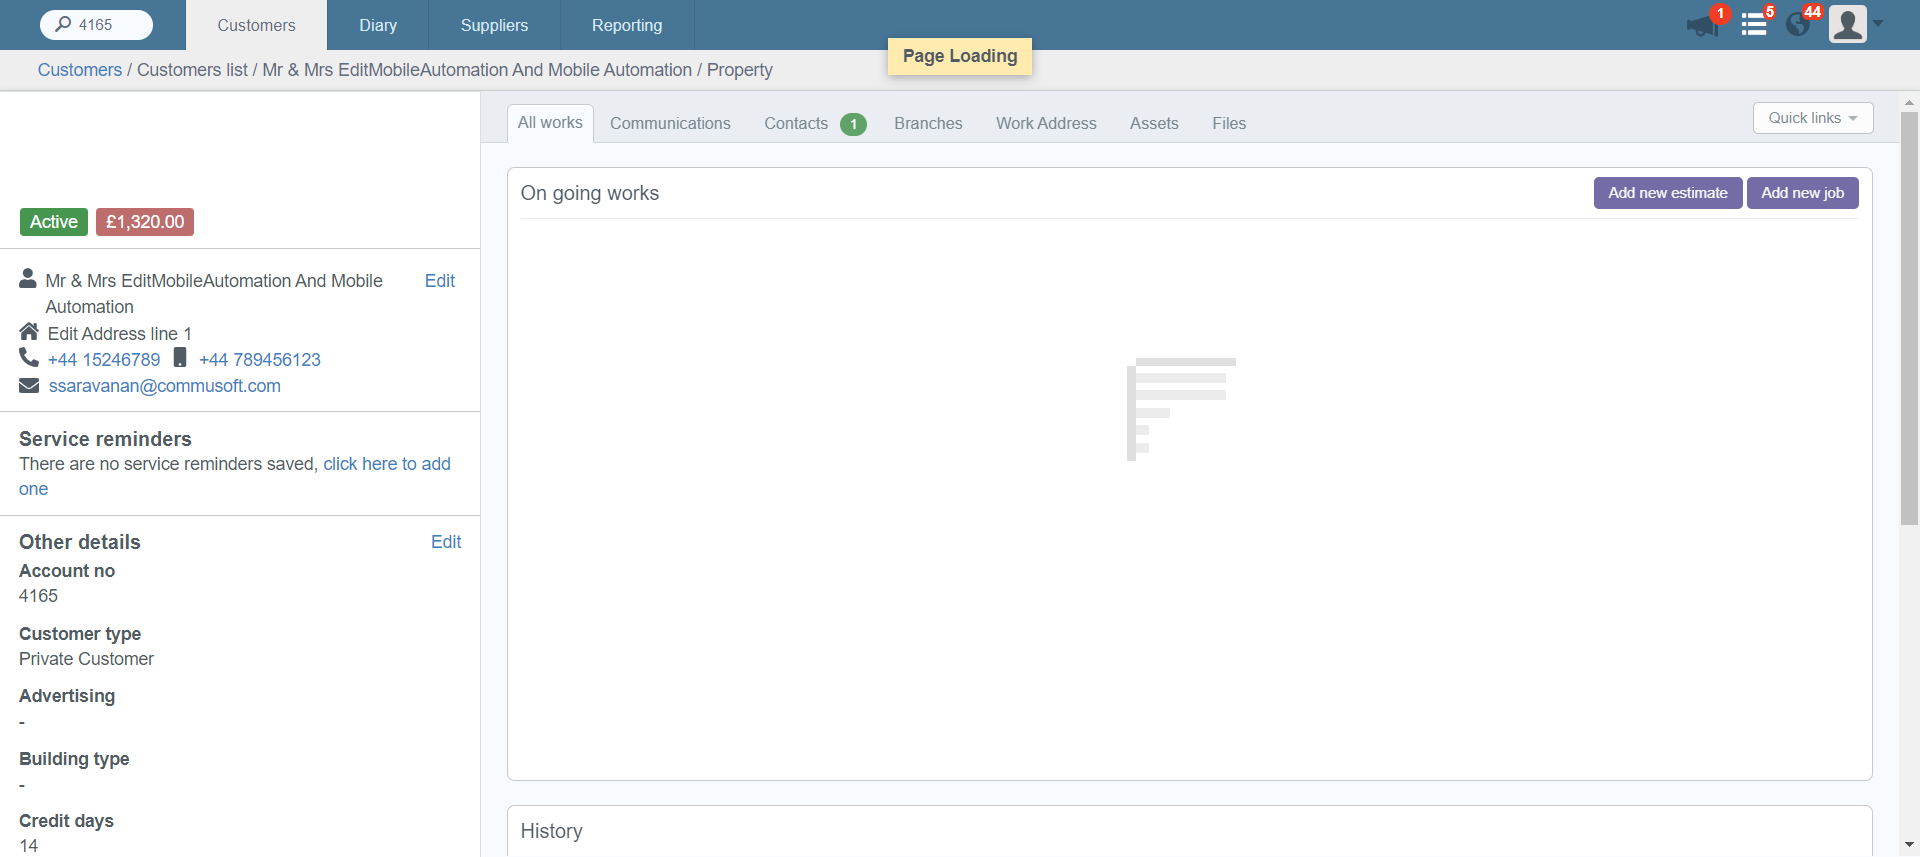 4165
Customers
Diary
Suppliers
Reporting
1
5
44
Page Loading
Customers / Customers list / Mr & Mrs EditMobileAutomation And Mobile Automation / Property
All works
Communications
Contacts 1
Branches
Work Address
Assets
Files
Quick links
Active
£1,320.00
Mr & Mrs EditMobileAutomation And Mobile
Automation
Edit
Edit Address line 1
+44 15246789
+44 789456123
ssaravanan@commusoft.com
Service reminders
There are no service reminders saved, click here to add
one
Other details
Edit
Account no
4165
Customer type
Private Customer
Advertising
-
Building type
-
Credit days
14
On going works
Add new estimate
Add new job
History